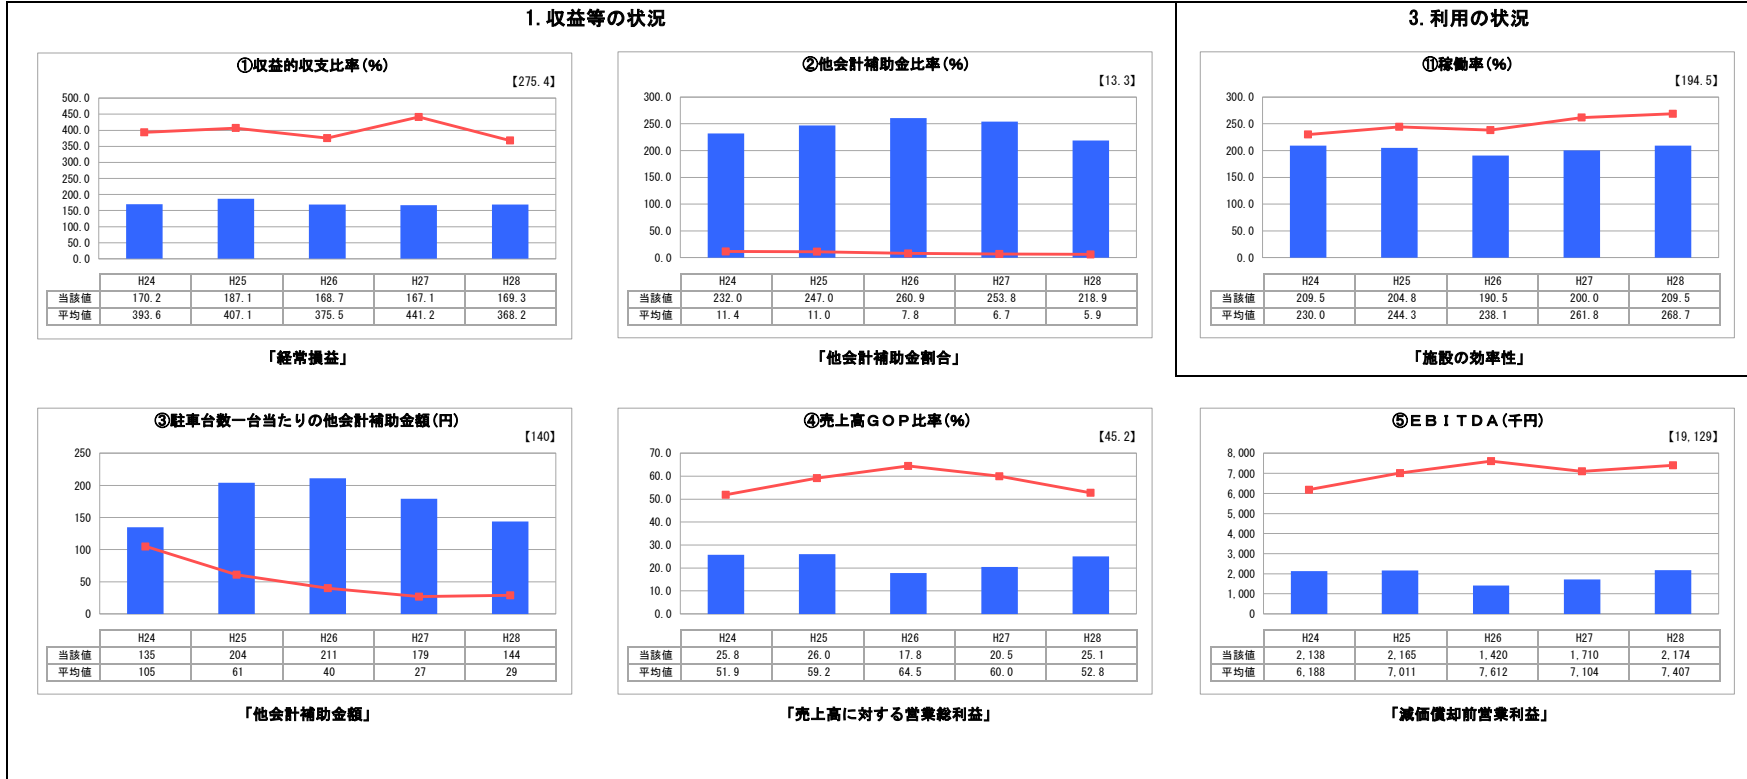 1. 収益等の状況
3. 利用の状況
①収益的収支比率(%)
【275.4】
500.0
450.0
400.0
350.0
300.0
250.0
200.0
150.0
100.0
50.0
0.0
H24 H25 H26 H27 H28
当該値 170.2 187.1 168.7 167.1 169.3
平均値 393.6 407.1 375.5 441.2 368.2
「経常損益」
②他会計補助金比率(%)
【13.3】
300.0
250.0
200.0
150.0
100.0
50.0
0.0
H24 H25 H26 H27 H28
当該値 232.0 247.0 260.9 253.8 218.9
平均値 11.4 11.0 7.8 6.7 5.9
「他会計補助金割合」
⑪稼働率(%)
【194.5】
300.0
250.0
200.0
150.0
100.0
50.0
0.0
H24 H25 H26 H27 H28
当該値 209.5 204.8 190.5 200.0 209.5
平均値 230.0 244.3 238.1 261.8 268.7
「施設の効率性」
③駐車台数一台当たりの他会計補助金額(円)
【140】
250
200
150
100
50
0
H24 H25 H26 H27 H28
当該値 135 204 211 179 144
平均値 105 61 40 27 29
「他会計補助金額」
④売上高ＧＯＰ比率(%)
【45.2】
70.0
60.0
50.0
40.0
30.0
20.0
10.0
0.0
H24 H25 H26 H27 H28
当該値 25.8 26.0 17.8 20.5 25.1
平均値 51.9 59.2 64.5 60.0 52.8
「売上高に対する営業総利益」
⑤ＥＢＩＴＤＡ(千円)
【19,129】
8,000
7,000
6,000
5,000
4,000
3,000
2,000
1,000
0
H24 H25 H26 H27 H28
当該値 2,138 2,165 1,420 1,710 2,174
平均値 6,188 7,011 7,612 7,104 7,407
「減価償却前営業利益」